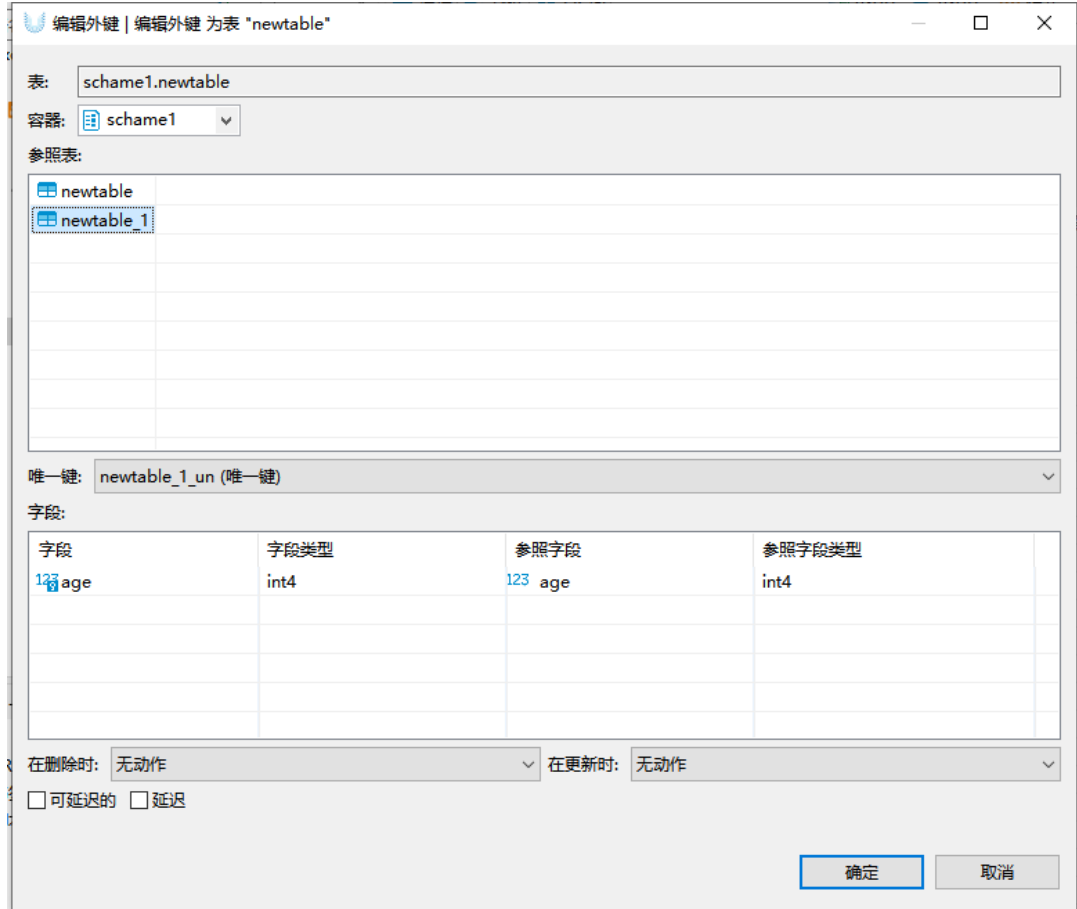 编辑外键 | 编辑外键 为表 "newtable"
表: schame1.newtable
容器: schame1
参照表:
newtable
newtable_1
唯一键: newtable_1_un (唯一键)
字段:
字段 字段类型 参照字段 参照字段类型
123 age int4 123 age int4
在删除时: 无动作 在更新时: 无动作
可延迟的 延迟
确定 取消